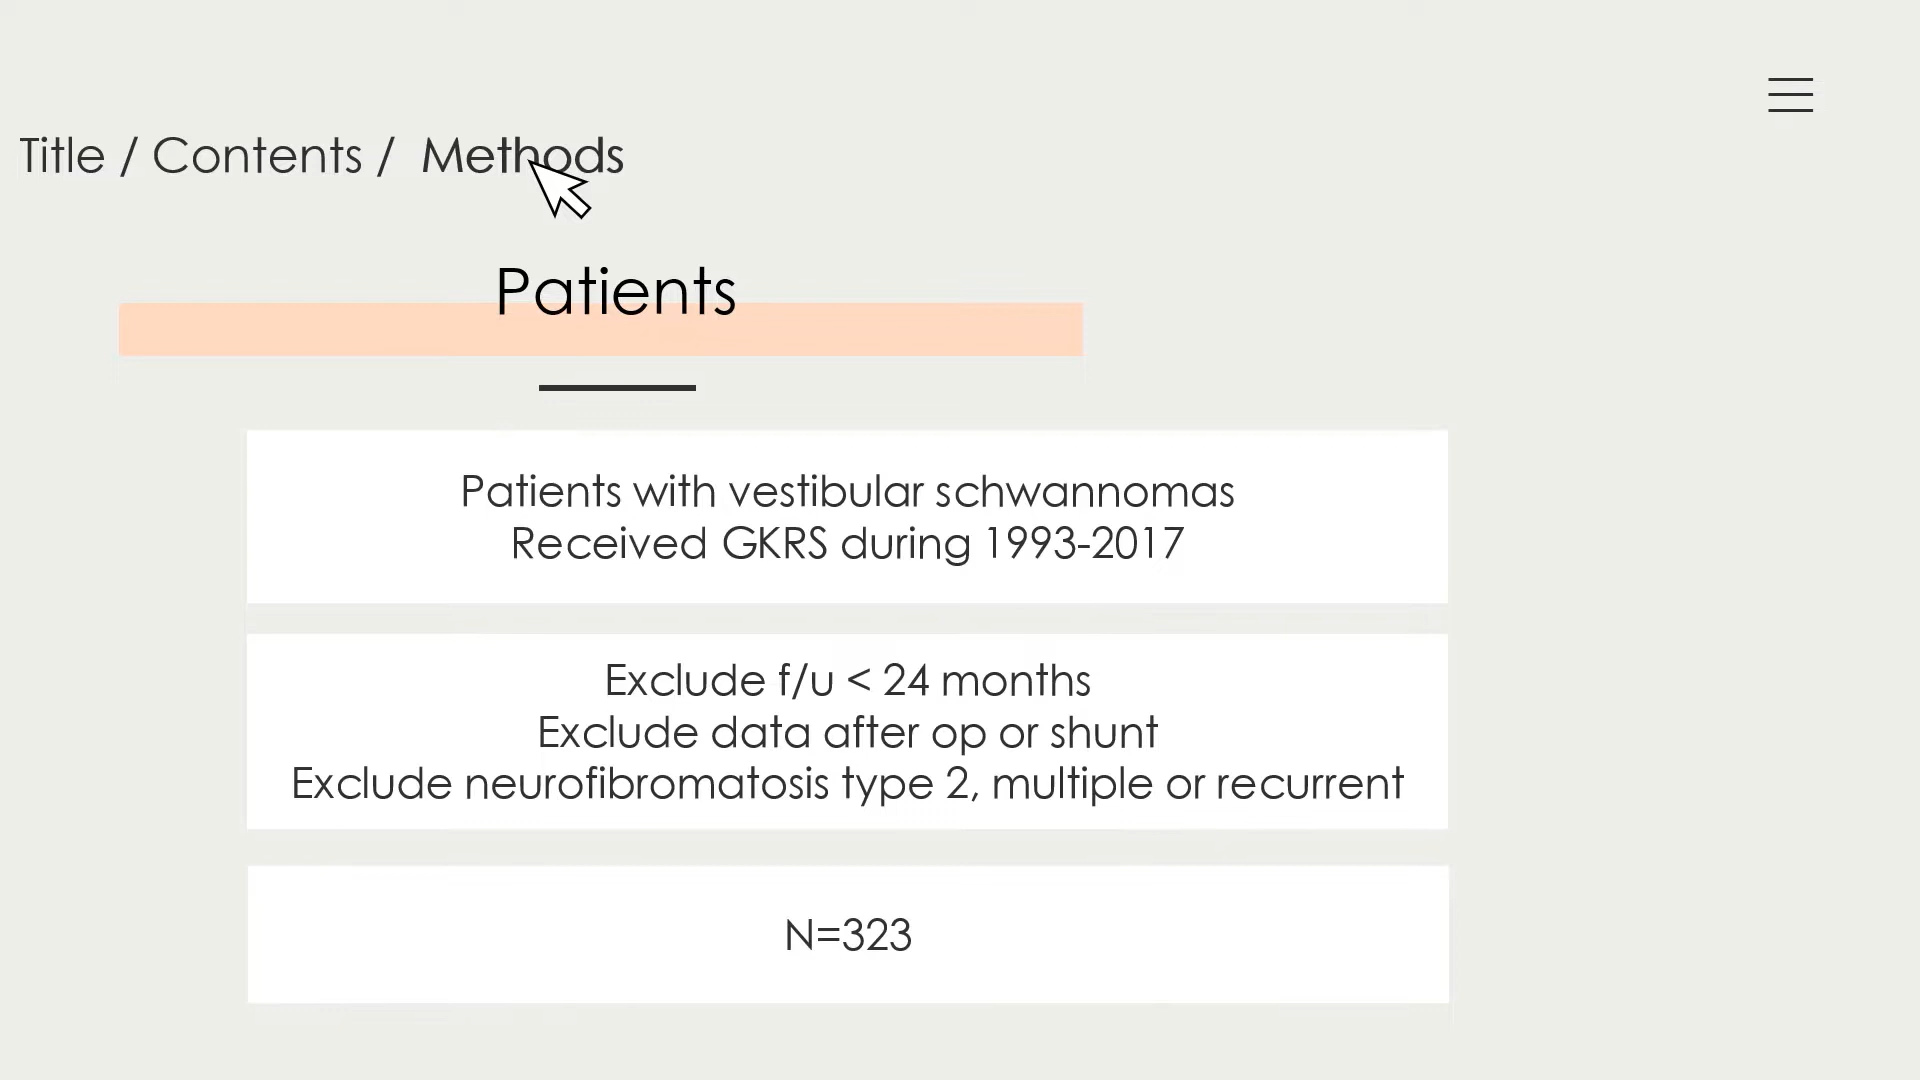 Title / Contents / Methods
Patients
Patients with vestibular schwannomas
Received GKRS during 1993-2017
Exclude f/u < 24 months
Exclude data after op or shunt
Exclude neurofibromatosis type 2, multiple or recurrent
N=323